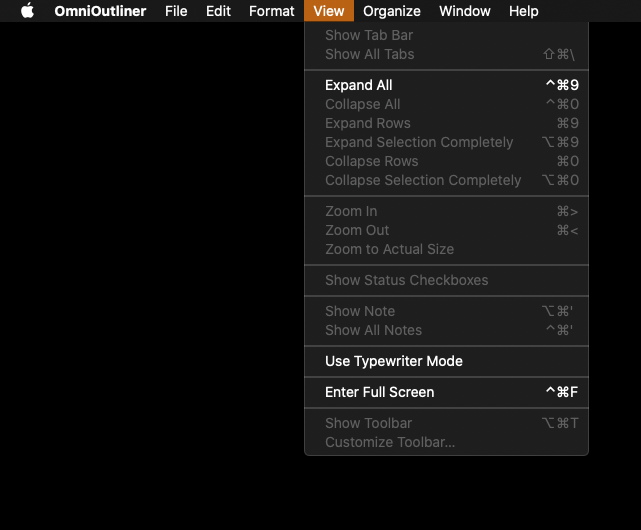 OmniOutliner File Edit Format View Organize Window Help
Show Tab Bar
Show All Tabs ⇧⌘\
Expand All ^⌘9
Collapse All ^⌘0
Expand Rows ⌘9
Expand Selection Completely ⌥⌘9
Collapse Rows ⌘0
Collapse Selection Completely ⌥⌘0
Zoom In ⌘>
Zoom Out ⌘<
Zoom to Actual Size
Show Status Checkboxes
Show Note ⌥⌘'
Show All Notes ^⌘'
Use Typewriter Mode
Enter Full Screen ^⌘F
Show Toolbar ⌥⌘T
Customize Toolbar...